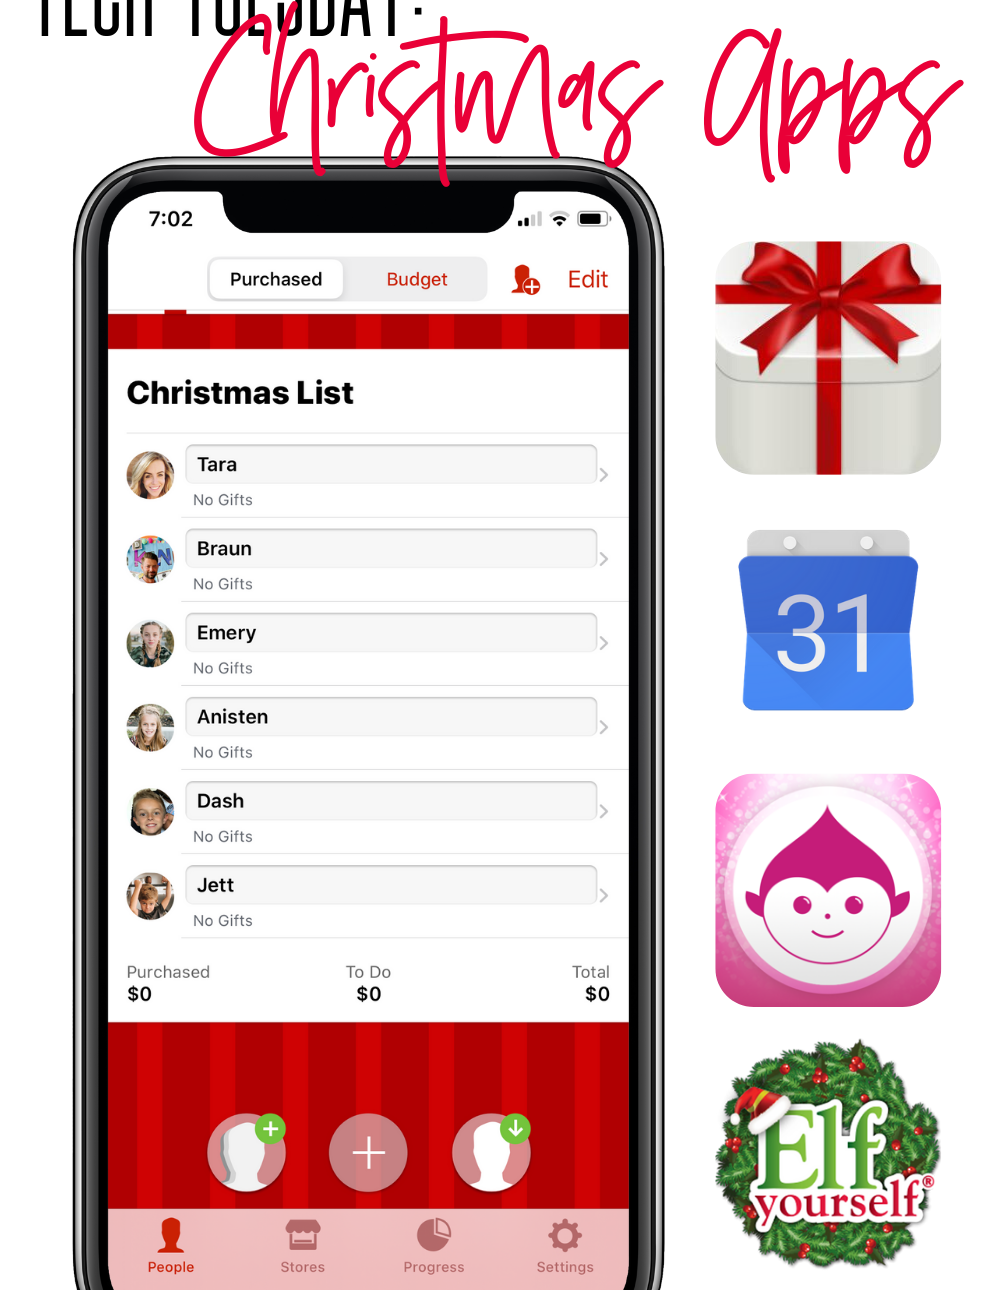 TECH TUESDAY:
Christmas Apps
7:02
Purchased Budget Edit
Christmas List
Tara
No Gifts
Braun
No Gifts
Emery
No Gifts
Anisten
No Gifts
Dash
No Gifts
Jett
No Gifts
Purchased To Do Total
$0 $0 $0
People Stores Progress Settings
31
Elf
yourself®